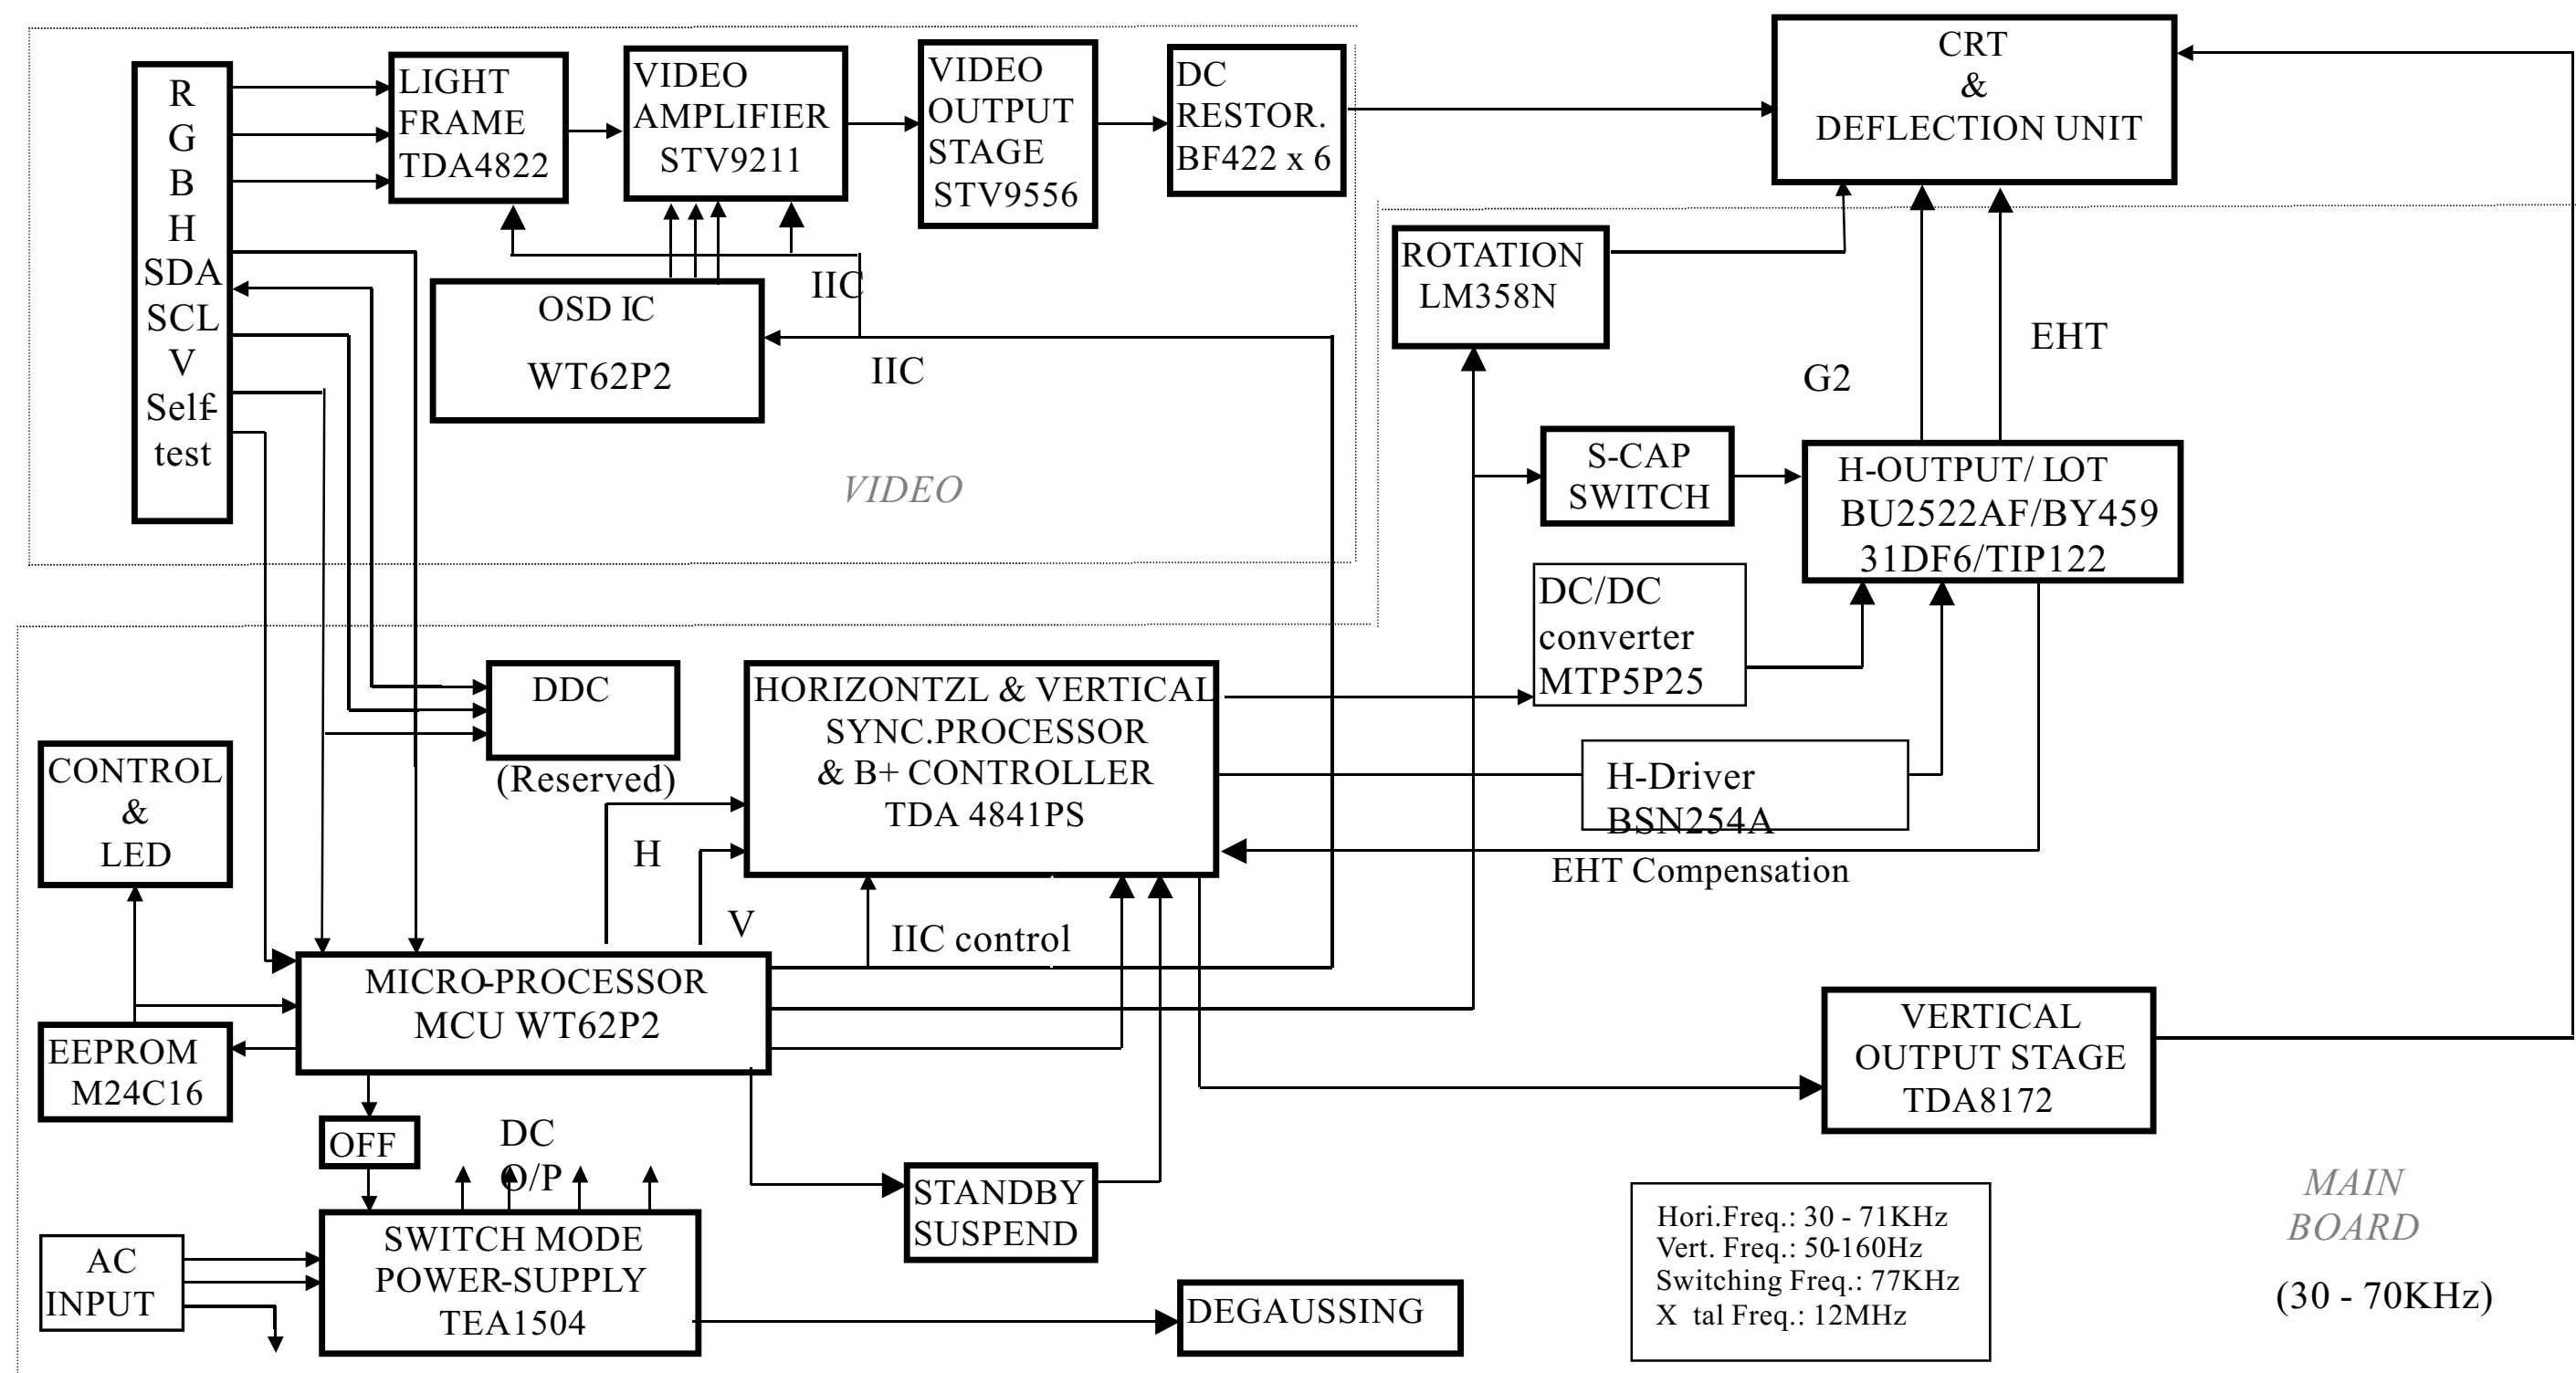 R
G
B
H
SDA
SCL
V
Self-
test
LIGHT
FRAME
TDA4822
VIDEO
AMPLIFIER
STV9211
VIDEO
OUTPUT
STAGE
STV9556
DC
RESTOR.
BF422 x 6
CRT
&
DEFLECTION UNIT
OSD IC
WT62P2
IIC
IIC
VIDEO
ROTATION
LM358N
G2
EHT
S-CAP
SWITCH
H-OUTPUT/ LOT
BU2522AF/BY459
31DF6/TIP122
DC/DC
converter
MTP5P25
H-Driver
BSN254A
EHT Compensation
DDC
(Reserved)
HORIZONTZL & VERTICAL
SYNC.PROCESSOR
& B+ CONTROLLER
TDA 4841PS
H
V
IIC control
CONTROL
&
LED
MICRO-PROCESSOR
MCU WT62P2
EEPROM
M24C16
OFF
DC
O/P
SWITCH MODE
POWER-SUPPLY
TEA1504
AC
INPUT
STANDBY
SUSPEND
DEGAUSSING
VERTICAL
OUTPUT STAGE
TDA8172
Hori.Freq.: 30 - 71KHz
Vert. Freq.: 50-160Hz
Switching Freq.: 77KHz
X tal Freq.: 12MHz
MAIN
BOARD
(30 - 70KHz)